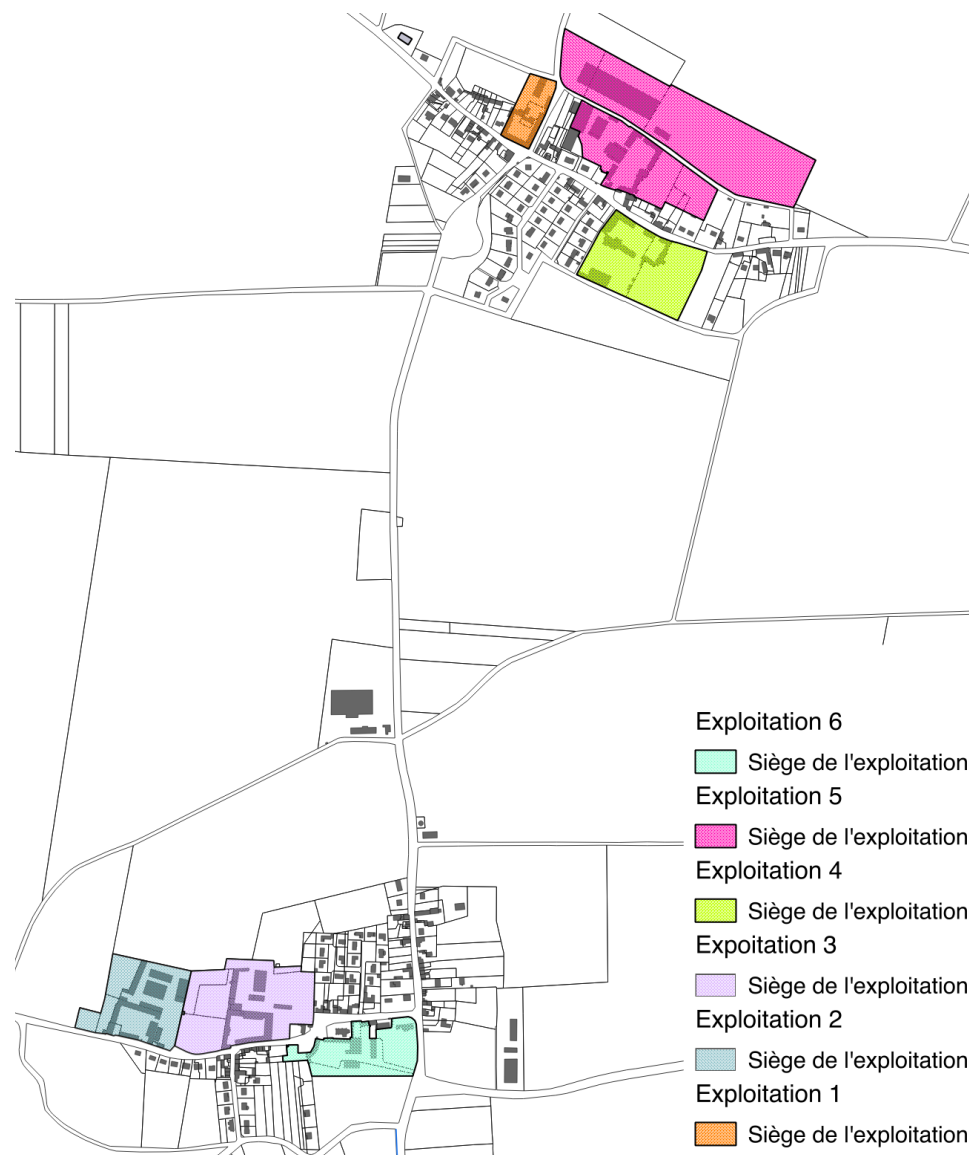 Exploitation 6
Siège de l'exploitation
Exploitation 5
Siège de l'exploitation
Exploitation 4
Siège de l'exploitation
Expoitation 3
Siège de l'exploitation
Exploitation 2
Siège de l'exploitation
Exploitation 1
Siège de l'exploitation